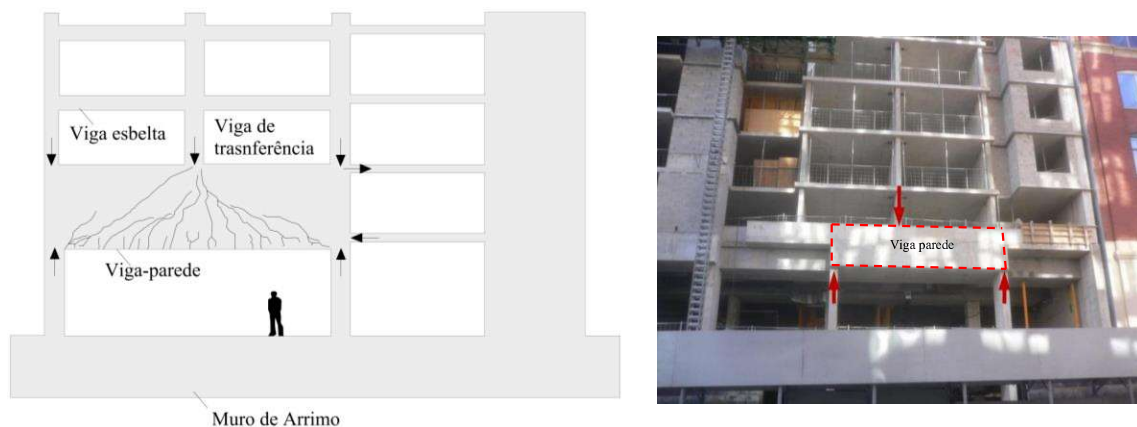 Viga esbelta
Viga de
trasnferência
Viga-parede
Muro de Arrimo
Viga parede